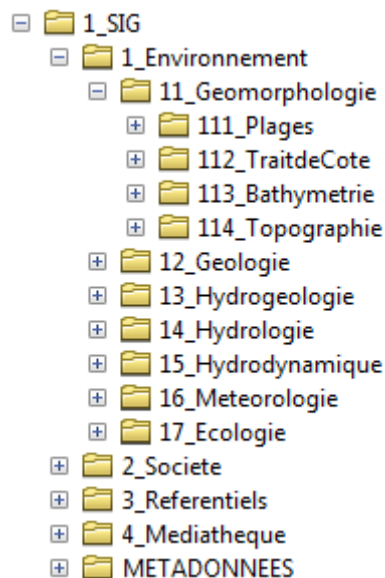 1_SIG
1_Environnement
11_Geomorphologie
111_Plages
112_TraitdeCote
113_Bathymetrie
114_Topographie
12_Geologie
13_Hydrogeologie
14_Hydrologie
15_Hydrodynamique
16_Meteorologie
17_Ecologie
2_Societe
3_Referentiels
4_Mediatheque
METADONNEES